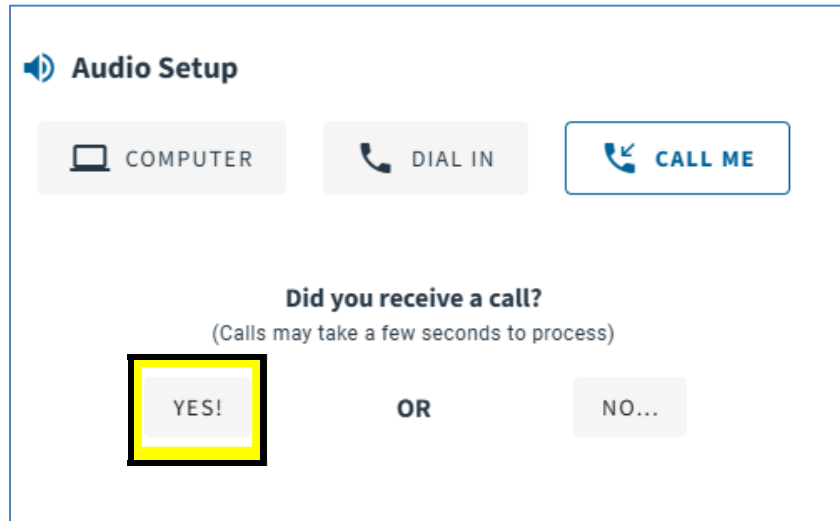 Audio Setup
COMPUTER
DIAL IN
CALL ME
Did you receive a call?
(Calls may take a few seconds to process)
YES!
OR
NO...